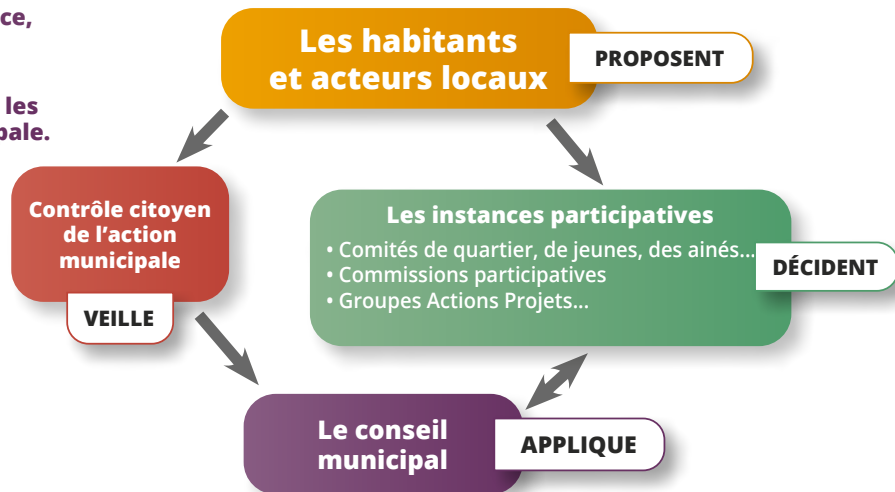 ce,
les
pale.
Les habitants
et acteurs locaux
PROPOSENT
Contrôle citoyen
de l’action
municipale
VEILLE
Les instances participatives
• Comités de quartier, de jeunes, des ainés...
• Commissions participatives
• Groupes Actions Projets...
DÉCIDENT
Le conseil
municipal
APPLIQUE